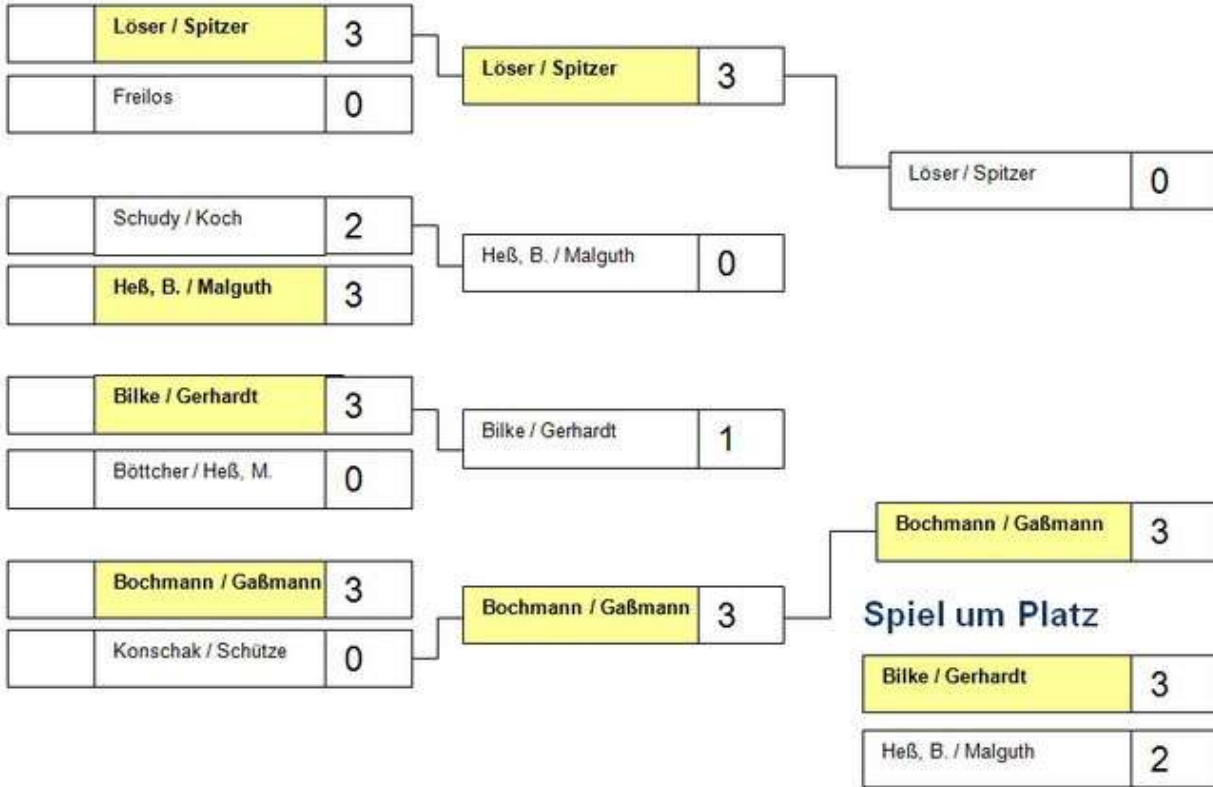 Löser / Spitzer 3
Freilos 0
Schudy / Koch 2
Heß, B. / Malguth 3
Bilke / Gerhardt 3
Böttcher / Heß, M. 0
Bochmann / Gaßmann 3
Konschak / Schütze 0
Löser / Spitzer 3
Heß, B. / Malguth 0
Bilke / Gerhardt 1
Bochmann / Gaßmann 3
Löser / Spitzer 0
Bochmann / Gaßmann 3
Spiel um Platz
Bilke / Gerhardt 3
Heß, B. / Malguth 2